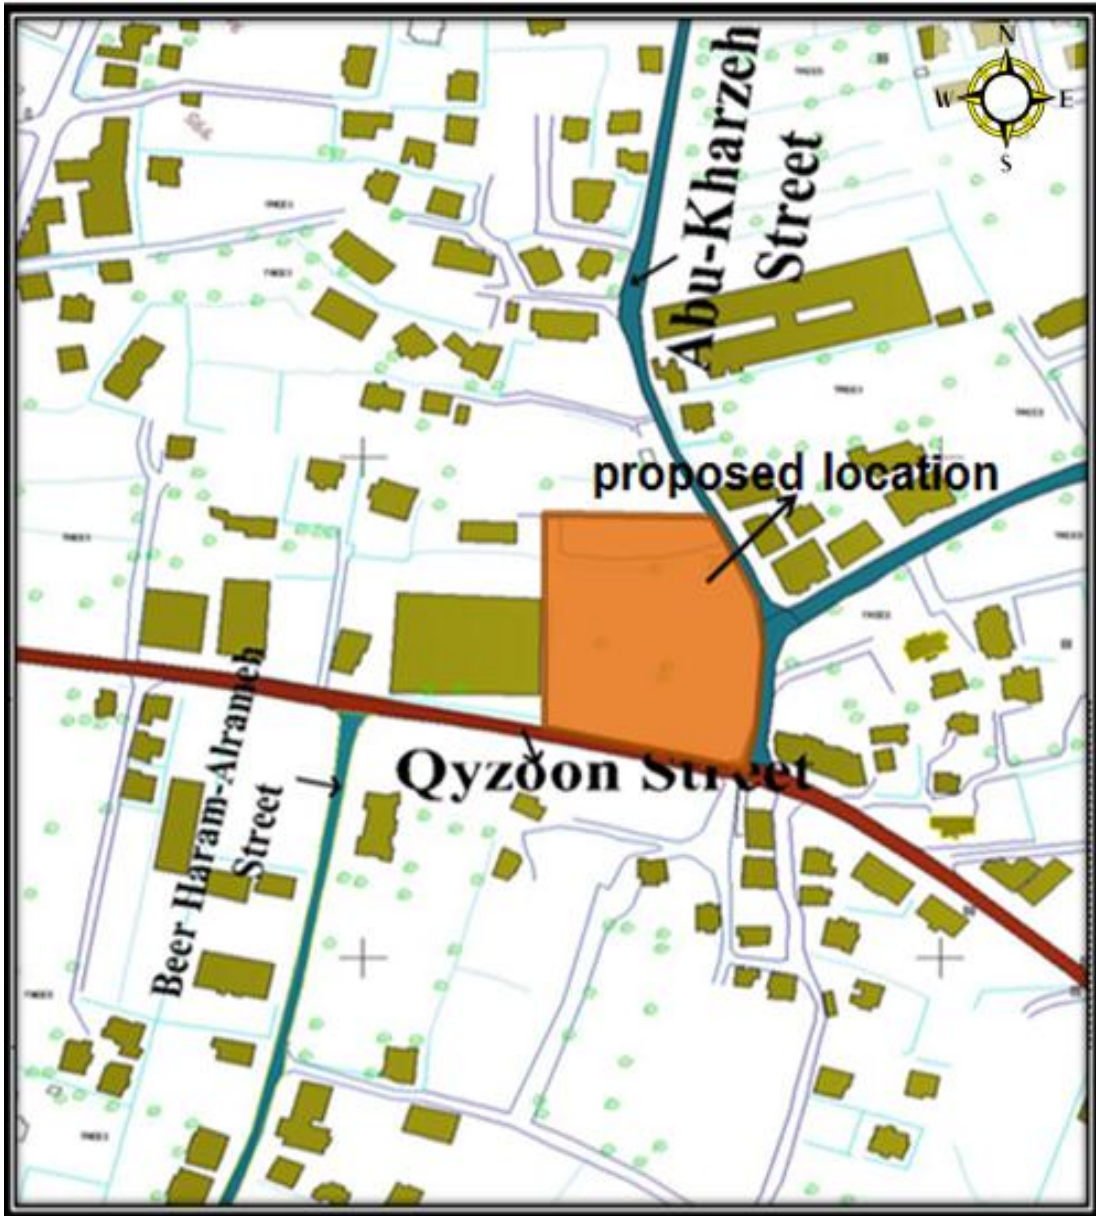 N
W E
S
Abu-Kharzeh
Street
proposed location
Qyzoon Street
Beer Haram-Alrameh
Street